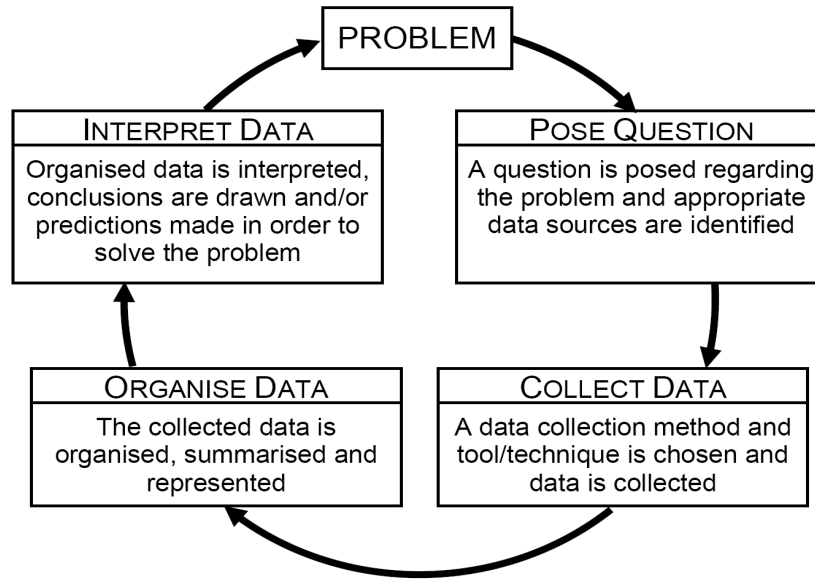 PROBLEM
POSE QUESTION
A question is posed regarding
the problem and appropriate
data sources are identified
COLLECT DATA
A data collection method and
tool/technique is chosen and
data is collected
ORGANISE DATA
The collected data is
organised, summarised and
represented
INTERPRET DATA
Organised data is interpreted,
conclusions are drawn and/or
predictions made in order to
solve the problem